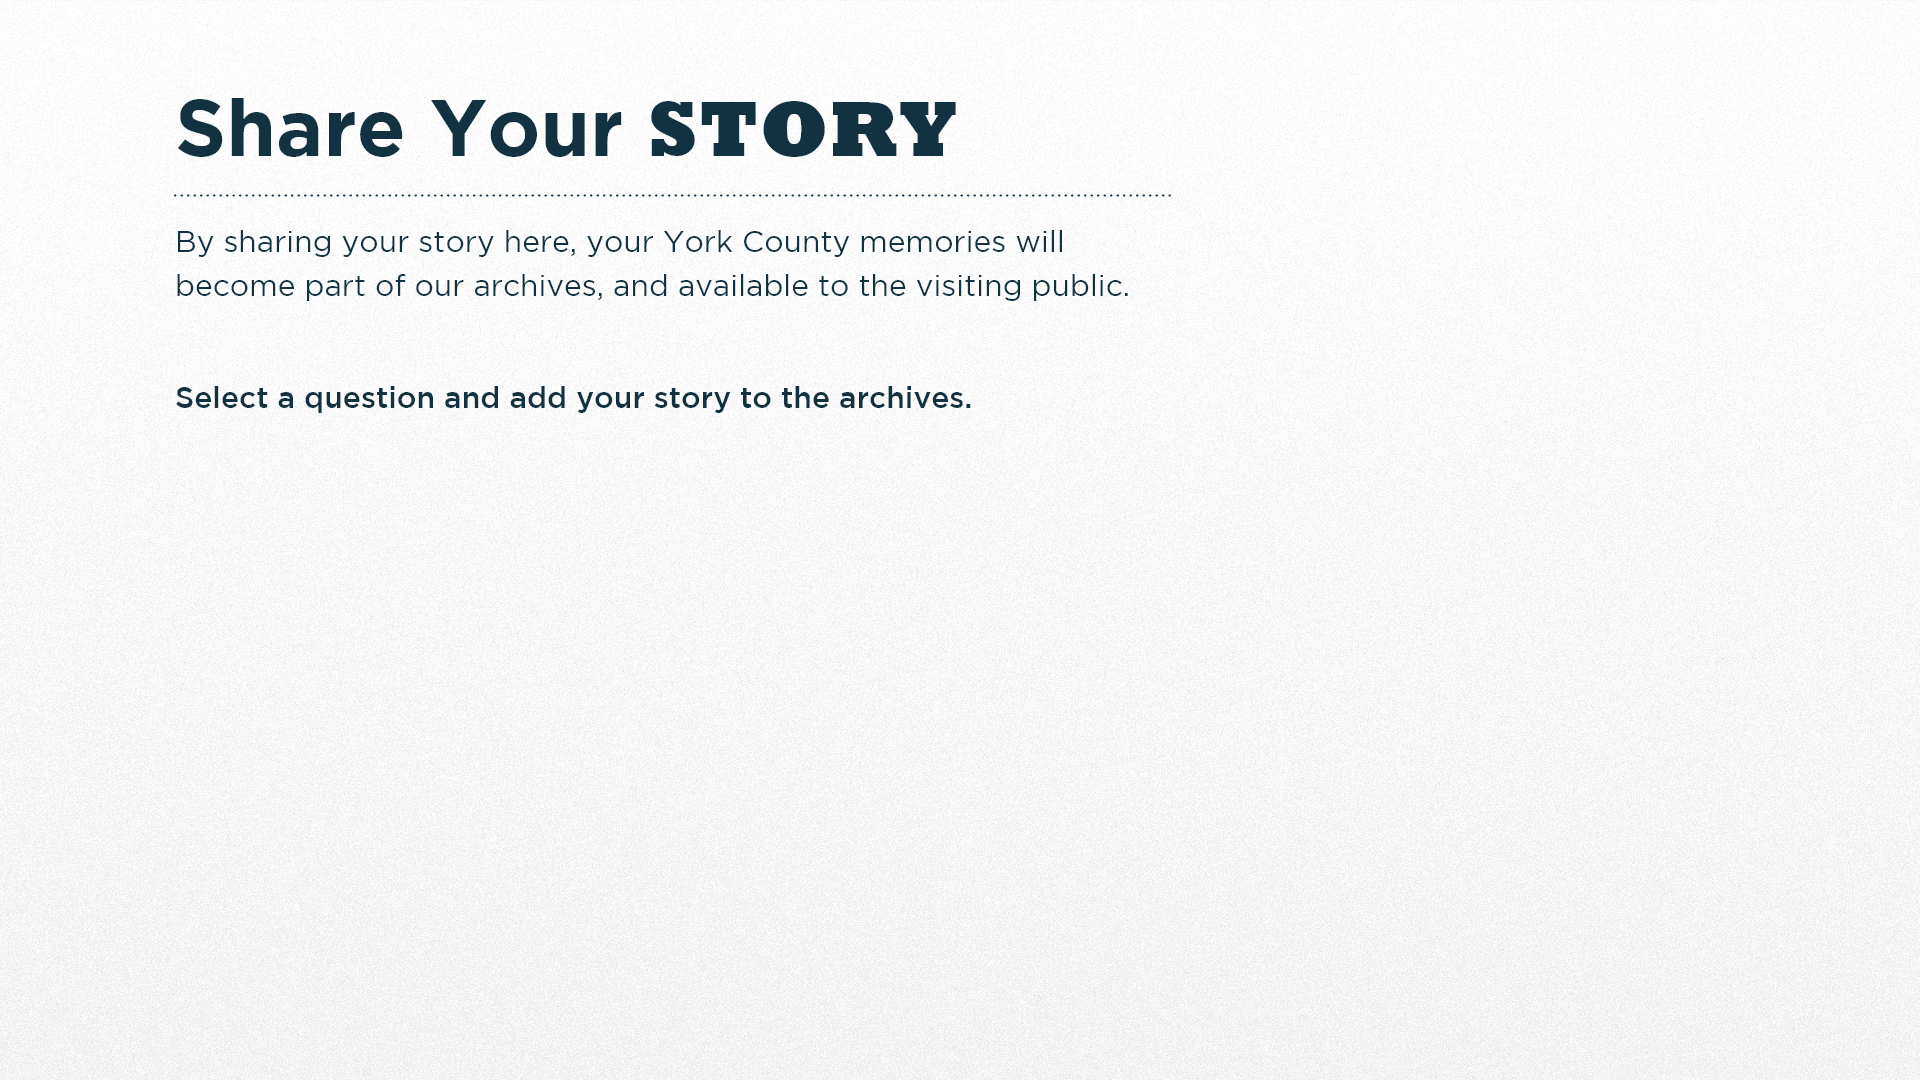 Share Your STORY
By sharing your story here, your York County memories will
become part of our archives, and available to the visiting public.
Select a question and add your story to the archives.